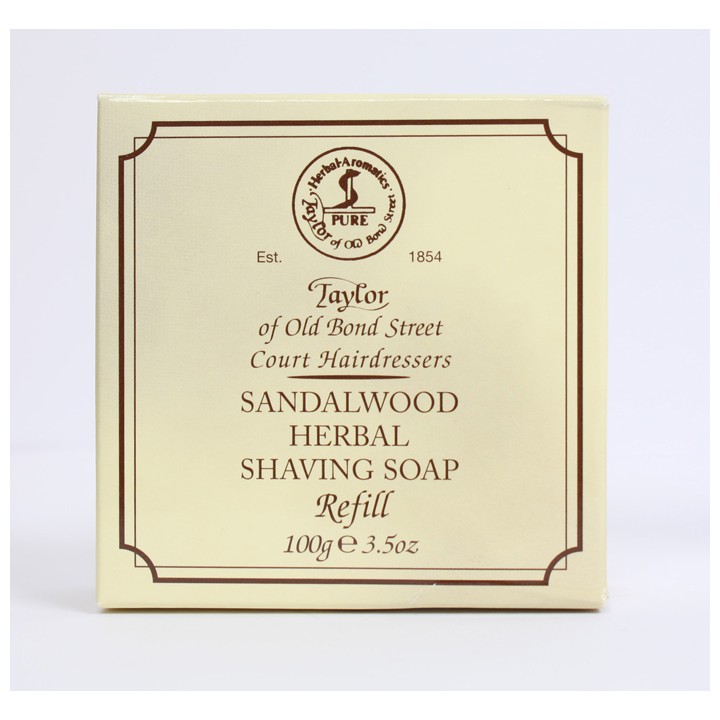 Herbal-Aromatics
PURE
Taylor of Old Bond Street
Est. 1854
Taylor
of Old Bond Street
Court Hairdressers
SANDALWOOD
HERBAL
SHAVING SOAP
Refill
100g e 3.5oz